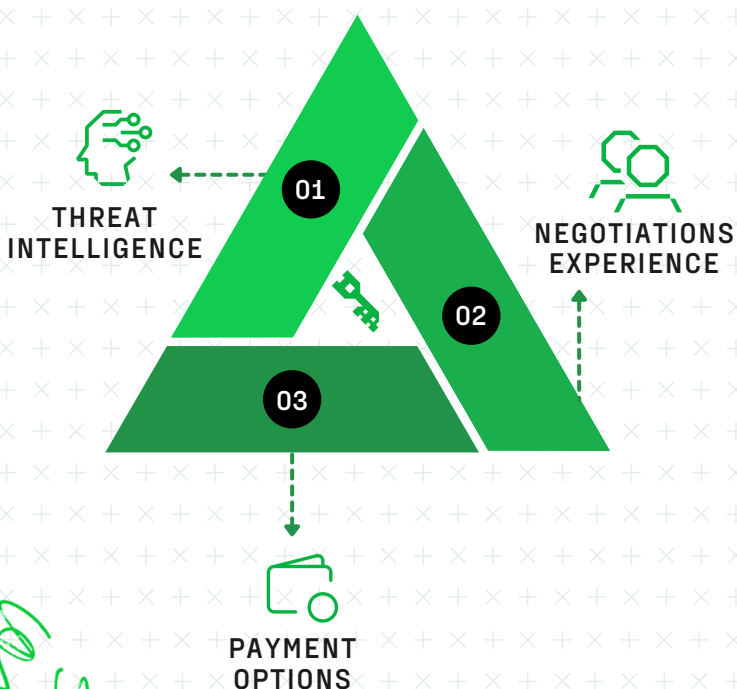 01
THREAT
INTELLIGENCE
NEGOTIATIONS
EXPERIENCE
02
03
PAYMENT
OPTIONS